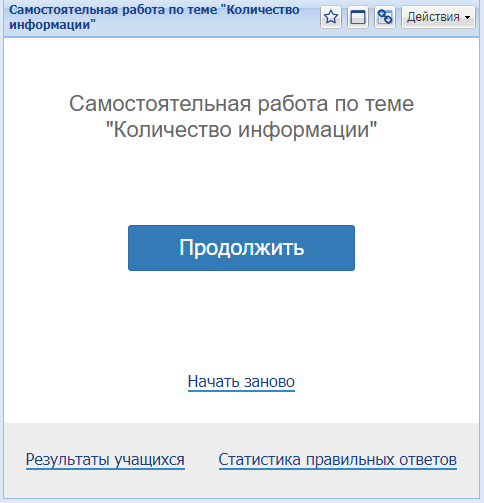 Самостоятельная работа по теме "Количество
информации"
Действия
Самостоятельная работа по теме
"Количество информации"
Продолжить
Начать заново
Результаты учащихся
Статистика правильных ответов